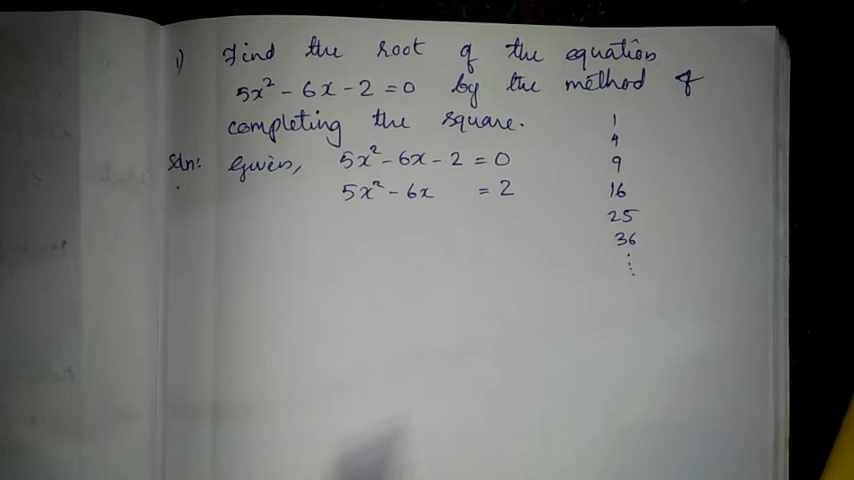 1) Find the root of the equation
5x² - 6x - 2 = 0 by the method of
completing the square.
Soln: Given, 5x² - 6x - 2 = 0
5x² - 6x = 2
1
4
9
16
25
36
⋮